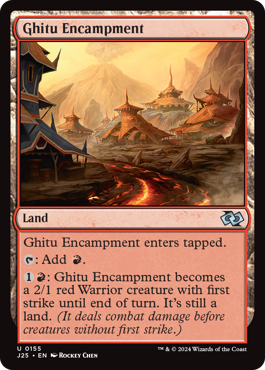 Ghitu Encampment
Land
Ghitu Encampment enters tapped.
: Add .
1 : Ghitu Encampment becomes
a 2/1 red Warrior creature with first
strike until end of turn. It's still a
land. (It deals combat damage before
creatures without first strike.)
U 0155
J25 • EN ROCKEY CHEN
™ & © 2024 Wizards of the Coast